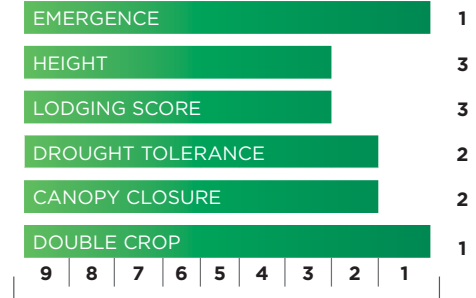 EMERGENCE 1
HEIGHT 3
LODGING SCORE 3
DROUGHT TOLERANCE 2
CANOPY CLOSURE 2
DOUBLE CROP 1
9 8 7 6 5 4 3 2 1